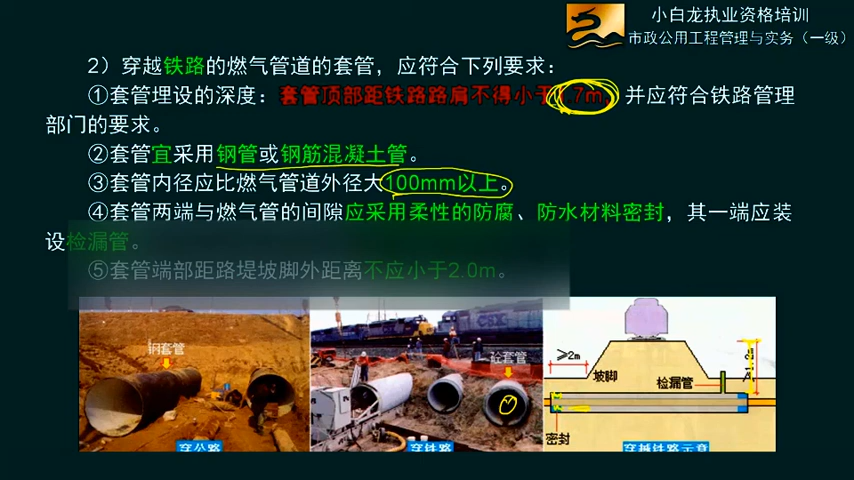 小白龙执业资格培训
市政公用工程管理与实务（一级）
2）穿越铁路的燃气管道的套管，应符合下列要求：
①套管埋设的深度：套管顶部距铁路路肩不得小于1.7m，并应符合铁路管理
部门的要求。
②套管宜采用钢管或钢筋混凝土管。
③套管内径应比燃气管道外径大100mm以上。
④套管两端与燃气管的间隙应采用柔性的防腐、防水材料密封，其一端应装
设检漏管。
⑤套管端部距路堤坡脚外距离不应小于2.0m。
钢套管
砼套管
≥2m
坡脚
检漏管
密封
穿公路
穿铁路
穿越铁路示意